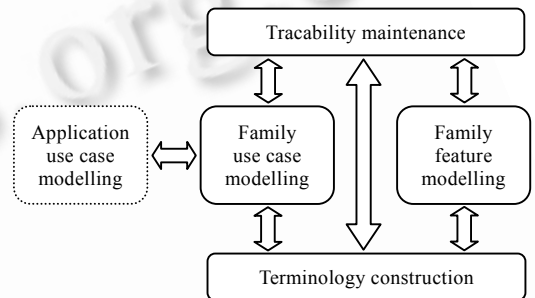 Tracability maintenance
Application
use case
modelling
Family
use case
modelling
Family
feature
modelling
Terminology construction